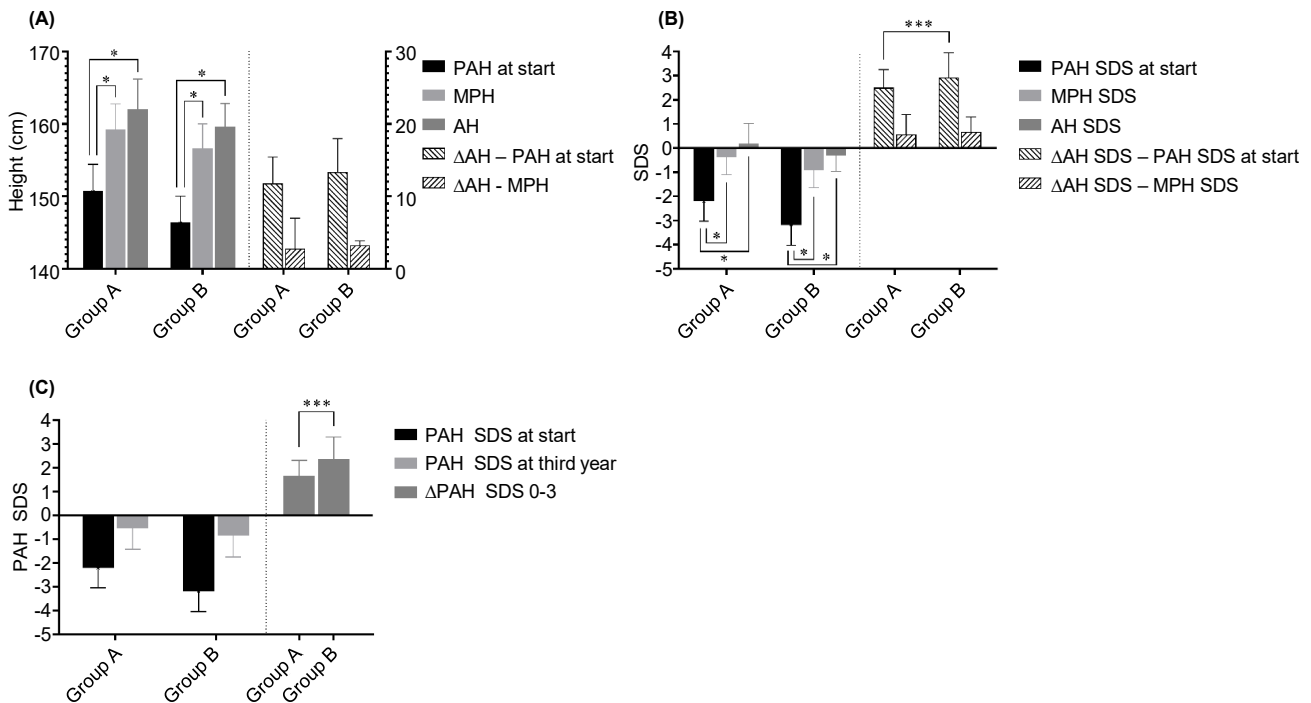 (A)
*
*
*
*
170
160
150
140
Height (cm)
30
20
10
0
Group A
Group B
Group A
Group B
PAH at start
MPH
AH
ΔAH – PAH at start
ΔAH - MPH
(B)
***
4
3
2
1
0
-1
-2
-3
-4
-5
SDS
*
*
*
*
Group A
Group B
Group A
Group B
PAH SDS at start
MPH SDS
AH SDS
ΔAH SDS – PAH SDS at start
ΔAH SDS – MPH SDS
(C)
***
4
3
2
1
0
-1
-2
-3
-4
-5
PAH SDS
Group A
Group B
Group A
Group B
PAH SDS at start
PAH SDS at third year
ΔPAH SDS 0-3